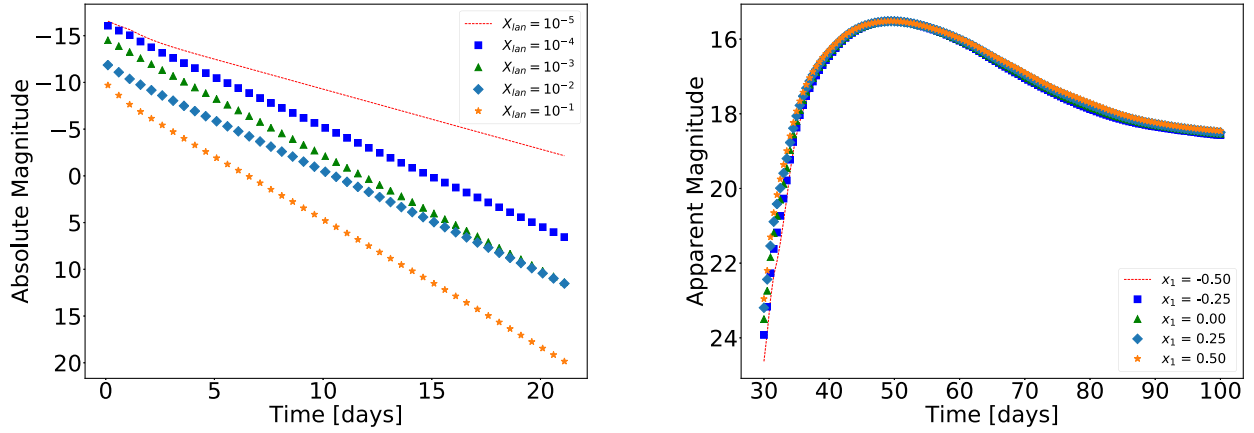 Absolute Magnitude
−15
−10
−5
0
5
10
15
20
0 5 10 15 20
Time [days]
X_lan = 10^-5
X_lan = 10^-4
X_lan = 10^-3
X_lan = 10^-2
X_lan = 10^-1
Apparent Magnitude
16
18
20
22
24
30 40 50 60 70 80 90 100
Time [days]
x_1 = -0.50
x_1 = -0.25
x_1 = 0.00
x_1 = 0.25
x_1 = 0.50